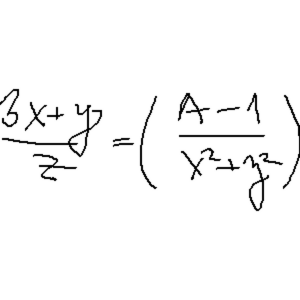 (3x+y)/z = ((A-1)/(x²+y²))